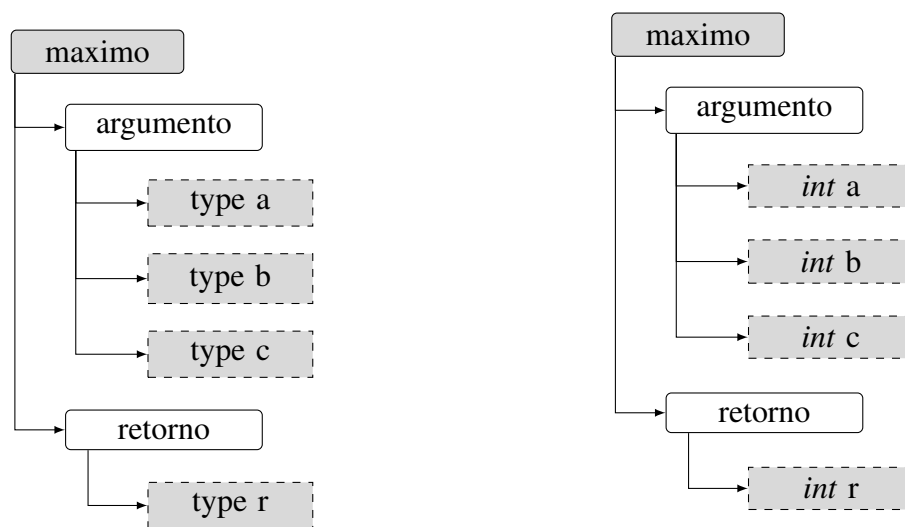 maximo
argumento
type a
type b
type c
retorno
type r
maximo
argumento
int a
int b
int c
retorno
int r